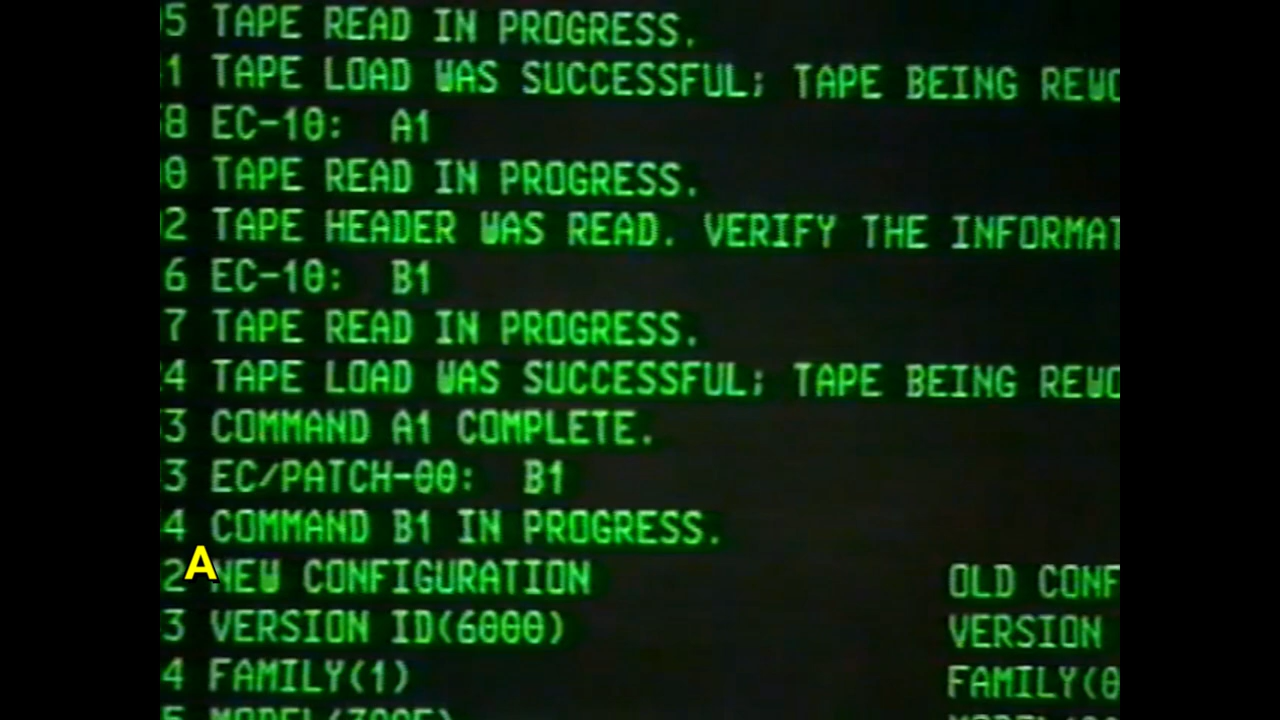 5 TAPE READ IN PROGRESS.
1 TAPE LOAD WAS SUCCESSFUL; TAPE BEING REWO
8 EC-10: A1
0 TAPE READ IN PROGRESS.
2 TAPE HEADER WAS READ. VERIFY THE INFORMAT
6 EC-10: B1
7 TAPE READ IN PROGRESS.
4 TAPE LOAD WAS SUCCESSFUL; TAPE BEING REWO
3 COMMAND A1 COMPLETE.
3 EC/PATCH-00: B1
4 COMMAND B1 IN PROGRESS.
A
2 NEW CONFIGURATION OLD CONF
3 VERSION ID(6000) VERSION
4 FAMILY(1) FAMILY(0